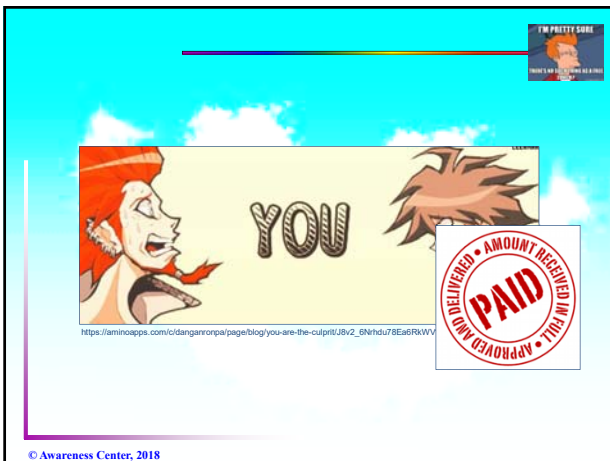 I'M PRETTY SURE
YOU
AMOUNT RECEIVED IN FULL • APPROVED AND DELIVERED •
PAID
https://aminoapps.com/c/danganronpa/page/blog/you-are-the-culprit/J8v2_6Nrhdu78Ea6RkWV
© Awareness Center, 2018